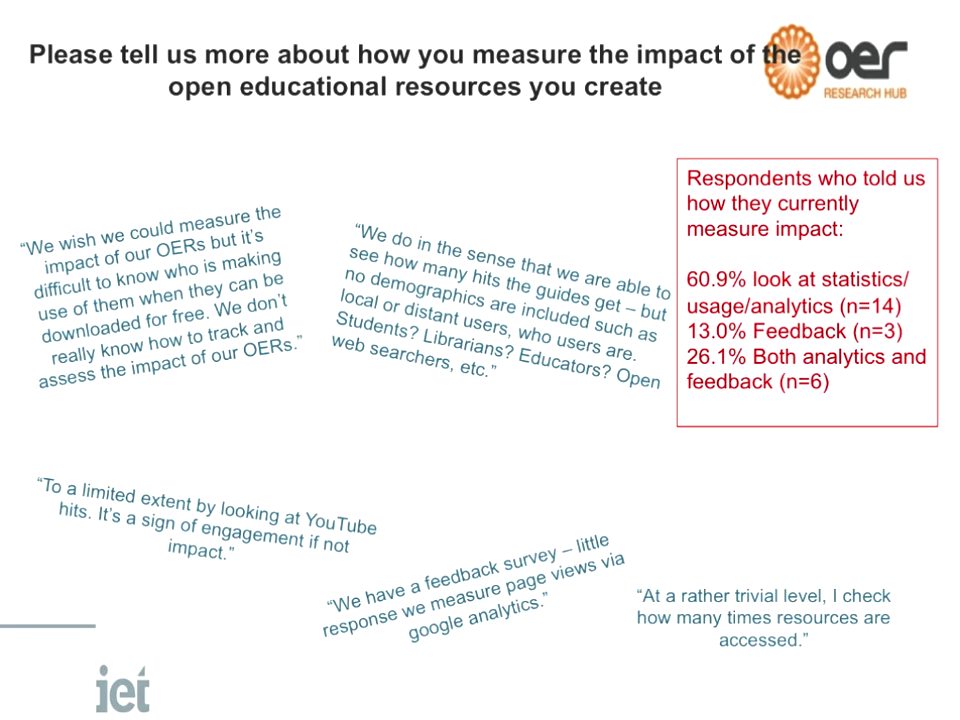 Please tell us more about how you measure the impact of the
open educational resources you create
oer
RESEARCH HUB
“We wish we could measure the
impact of our OERs but it’s
difficult to know who is making
use of them when they can be
downloaded for free. We don’t
really know how to track and
assess the impact of our OERs.”
“We do in the sense that we are able to
see how many hits the guides get – but
no demographics are included such as
local or distant users, who users are.
Students? Librarians? Educators? Open
web searchers, etc.”
Respondents who told us
how they currently
measure impact:
60.9% look at statistics/
usage/analytics (n=14)
13.0% Feedback (n=3)
26.1% Both analytics and
feedback (n=6)
“To a limited extent by looking at YouTube
hits. It’s a sign of engagement if not
impact.”
“We have a feedback survey – little
response we measure page views via
google analytics.”
“At a rather trivial level, I check
how many times resources are
accessed.”
iet